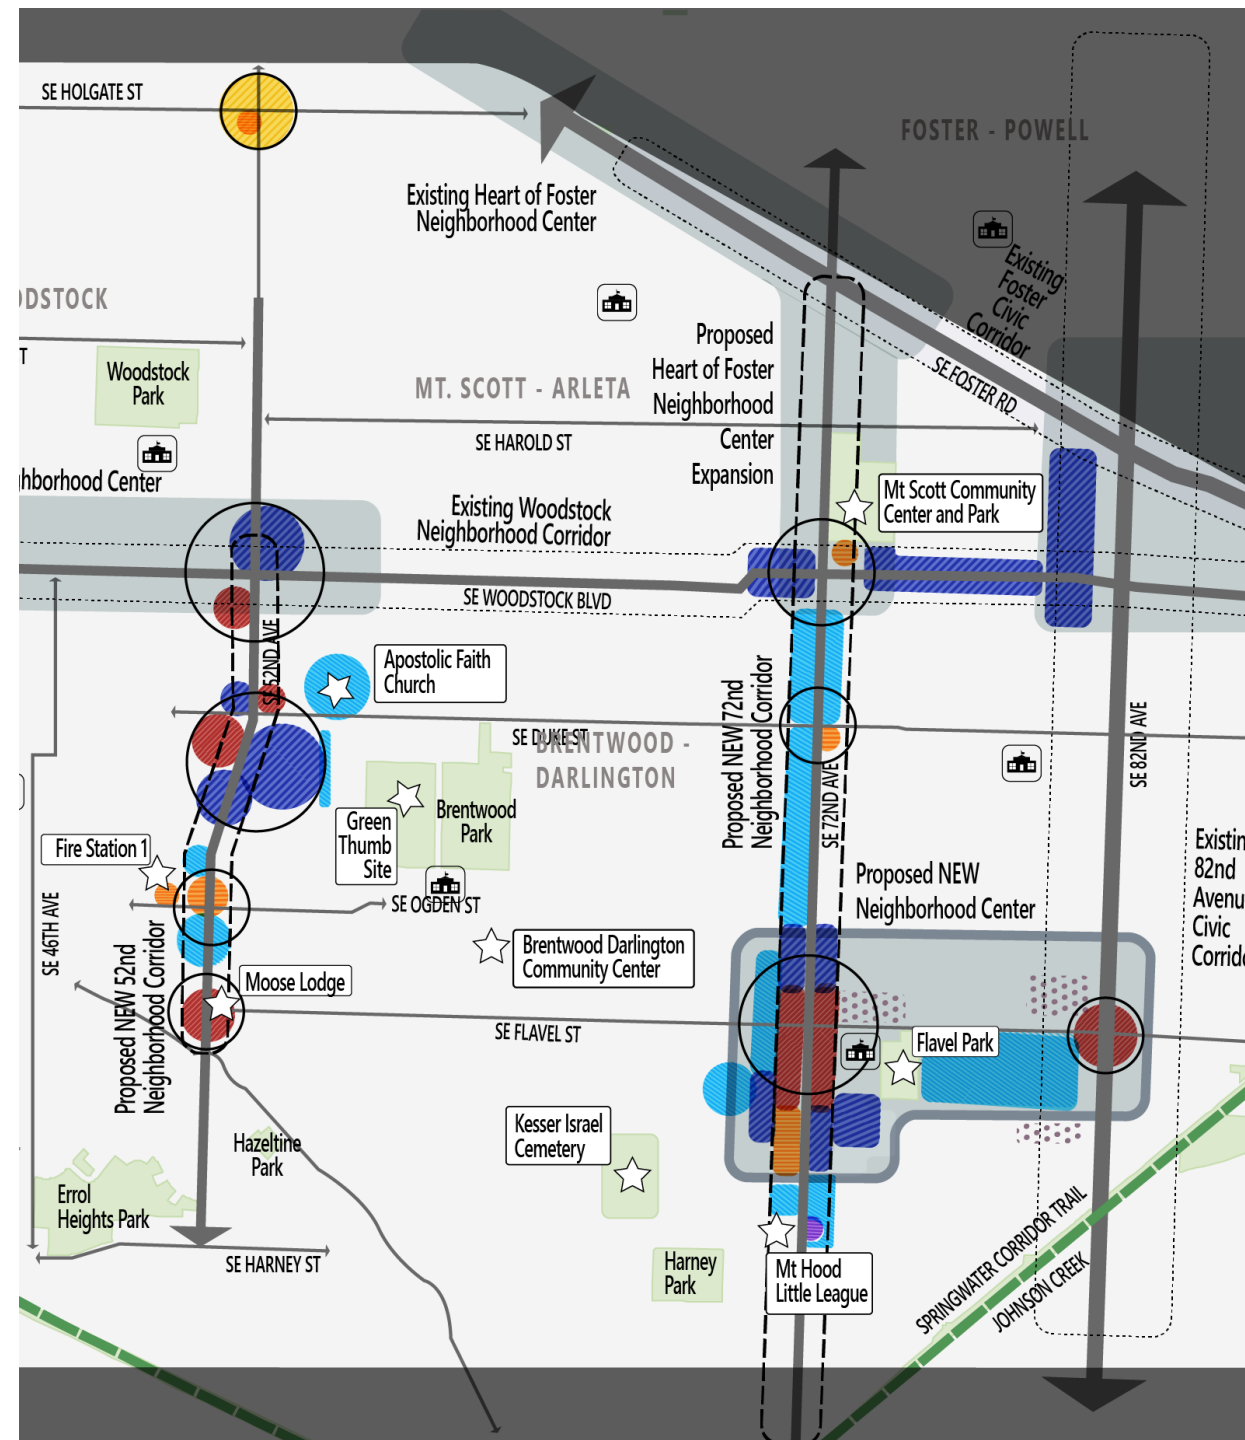 SE HOLGATE ST
FOSTER - POWELL
Existing Heart of Foster
Neighborhood Center
Existing
Foster
Civic
Corridor
ODSTOCK
T
Woodstock
Park
MT. SCOTT - ARLETA
Proposed
Heart of Foster
Neighborhood
Center
Expansion
SE FOSTER RD
SE HAROLD ST
ghborhood Center
Existing Woodstock
Neighborhood Corridor
Mt Scott Community
Center and Park
SE WOODSTOCK BLVD
SE 52ND AVE
Apostolic Faith
Church
SE DUKE ST
BRENTWOOD -
DARLINGTON
Proposed NEW 72nd
Neighborhood Corridor
SE 72ND AVE
SE 82ND AVE
Green
Thumb
Site
Brentwood
Park
Fire Station 1
Existin
82nd
Avenu
Civic
Corrido
Proposed NEW
Neighborhood Center
SE 46TH AVE
SE OGDEN ST
Brentwood Darlington
Community Center
Proposed NEW 52nd
Neighborhood Corridor
Moose Lodge
SE FLAVEL ST
Flavel Park
Kesser Israel
Cemetery
Hazeltine
Park
Errol
Heights Park
SE HARNEY ST
Harney
Park
Mt Hood
Little League
SPRINGWATER CORRIDOR TRAIL
JOHNSON CREEK